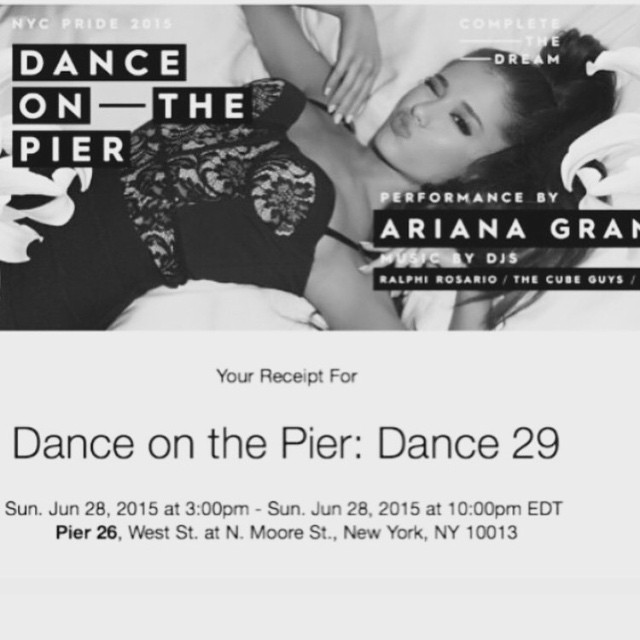 NYC PRIDE 2015
DANCE
ON — THE
PIER
COMPLETE
— THE
— DREAM
PERFORMANCE BY
ARIANA GRAN
MUSIC BY DJS
RALPHI ROSARIO / THE CUBE GUYS /
Your Receipt For
Dance on the Pier: Dance 29
Sun. Jun 28, 2015 at 3:00pm - Sun. Jun 28, 2015 at 10:00pm EDT
Pier 26, West St. at N. Moore St., New York, NY 10013